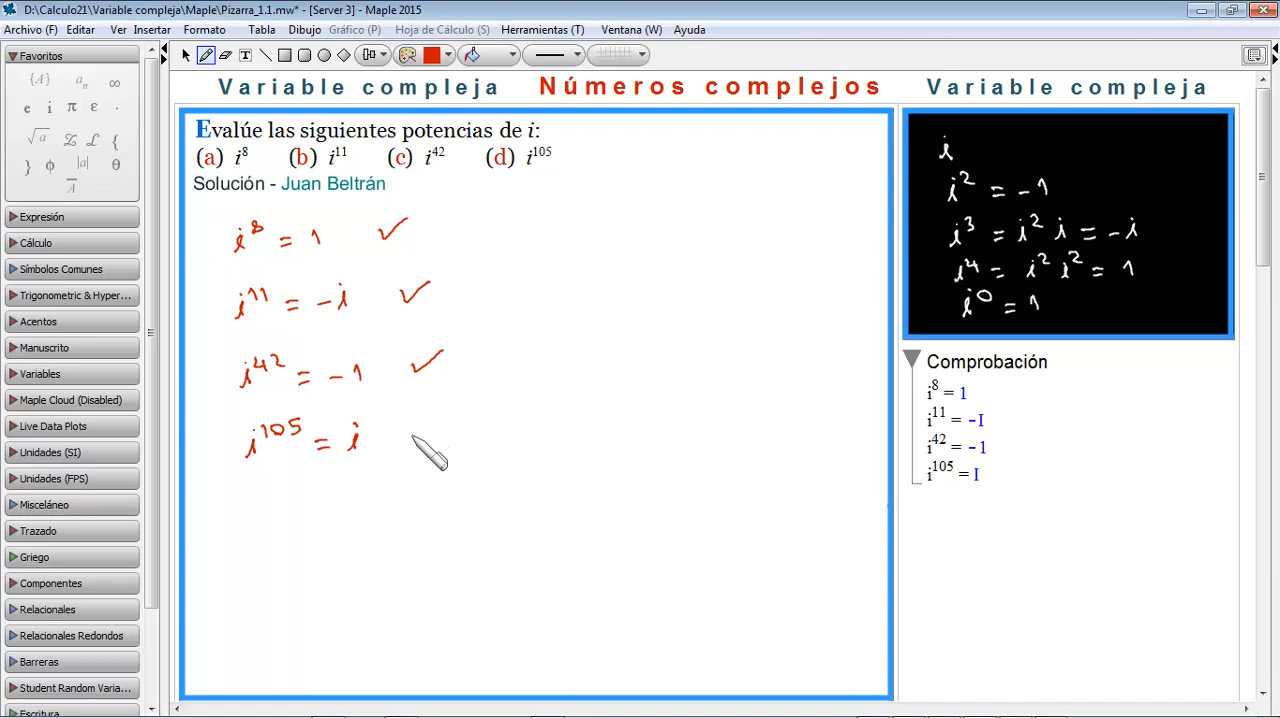 D:\Calculo21\Variable compleja\Maple\Pizarra_1.1.mw* - [Server 3] - Maple 2015
Archivo (F) Editar Ver Insertar Formato Tabla Dibujo Gráfico (P) Hoja de Cálculo (S) Herramientas (T) Ventana (W) Ayuda
Favoritos
{A} aₙ ∞
e i π ε ·
√a ℤ ℒ {
} ϕ |a| θ
A
Expresión
Cálculo
Símbolos Comunes
Trigonometric & Hyper...
Acentos
Manuscrito
Variables
Maple Cloud (Disabled)
Live Data Plots
Unidades (SI)
Unidades (FPS)
Misceláneo
Trazado
Griego
Componentes
Relacionales
Relacionales Redondos
Barreras
Student Random Varia...
Escritura
Variable compleja Números complejos Variable compleja
Evalúe las siguientes potencias de i:
(a) i⁸ (b) i¹¹ (c) i⁴² (d) i¹⁰⁵
Solución - Juan Beltrán
i⁸ = 1 ✓
i¹¹ = -i ✓
i⁴² = -1 ✓
i¹⁰⁵ = i
i
i² = -1
i³ = i² i = -i
i⁴ = i² i² = 1
i⁰ = 1
Comprobación
i⁸ = 1
i¹¹ = -I
i⁴² = -1
i¹⁰⁵ = I